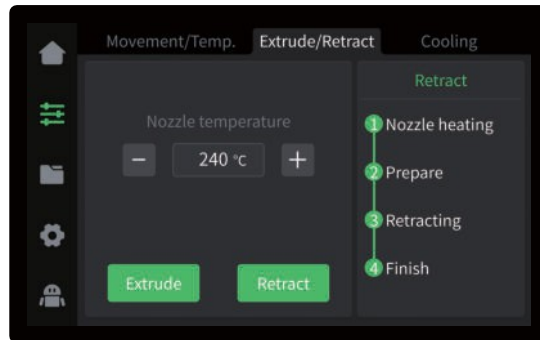 Movement/Temp. Extrude/Retract Cooling
Nozzle temperature
− 240 °C +
Extrude Retract
Retract
1 Nozzle heating
2 Prepare
3 Retracting
4 Finish